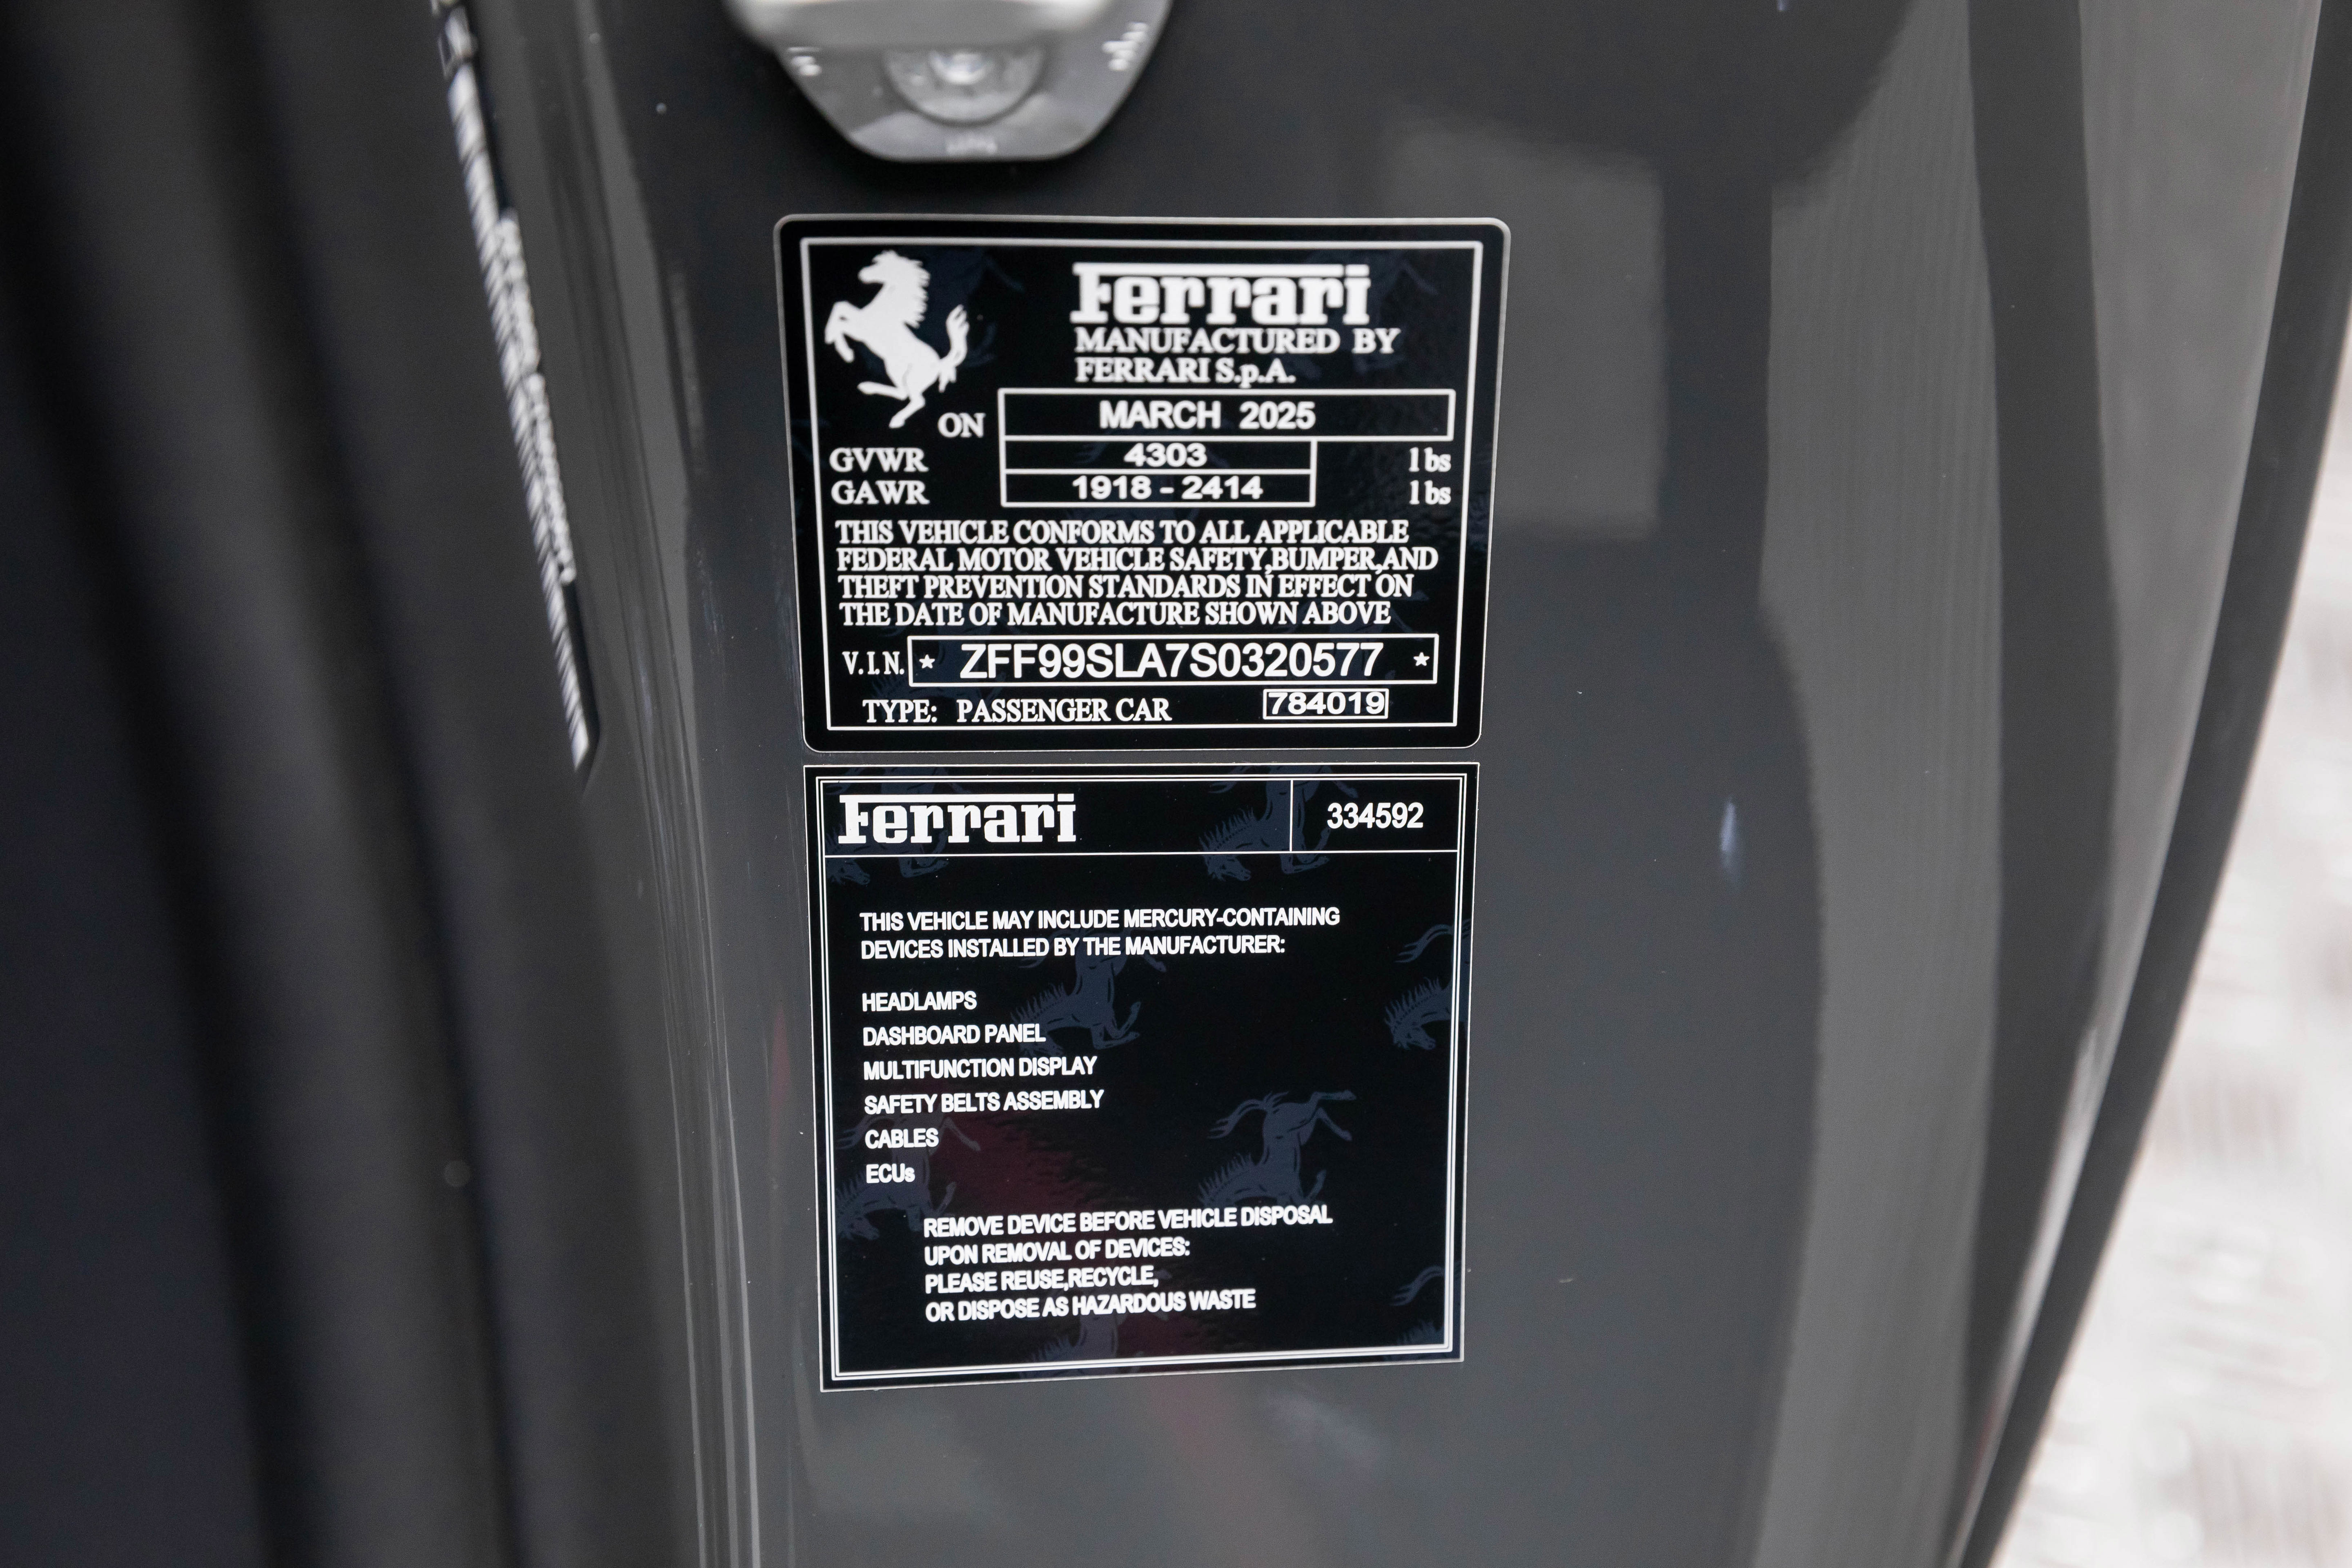 Ferrari
MANUFACTURED BY
FERRARI S.p.A.
ON MARCH 2025
GVWR 4303 lbs
GAWR 1918 - 2414 lbs
THIS VEHICLE CONFORMS TO ALL APPLICABLE
FEDERAL MOTOR VEHICLE SAFETY,BUMPER,AND
THEFT PREVENTION STANDARDS IN EFFECT ON
THE DATE OF MANUFACTURE SHOWN ABOVE
V.I.N. * ZFF99SLA7S0320577 *
TYPE: PASSENGER CAR 784019
Ferrari 334592
THIS VEHICLE MAY INCLUDE MERCURY-CONTAINING
DEVICES INSTALLED BY THE MANUFACTURER:
HEADLAMPS
DASHBOARD PANEL
MULTIFUNCTION DISPLAY
SAFETY BELTS ASSEMBLY
CABLES
ECUs
REMOVE DEVICE BEFORE VEHICLE DISPOSAL
UPON REMOVAL OF DEVICES:
PLEASE REUSE,RECYCLE,
OR DISPOSE AS HAZARDOUS WASTE